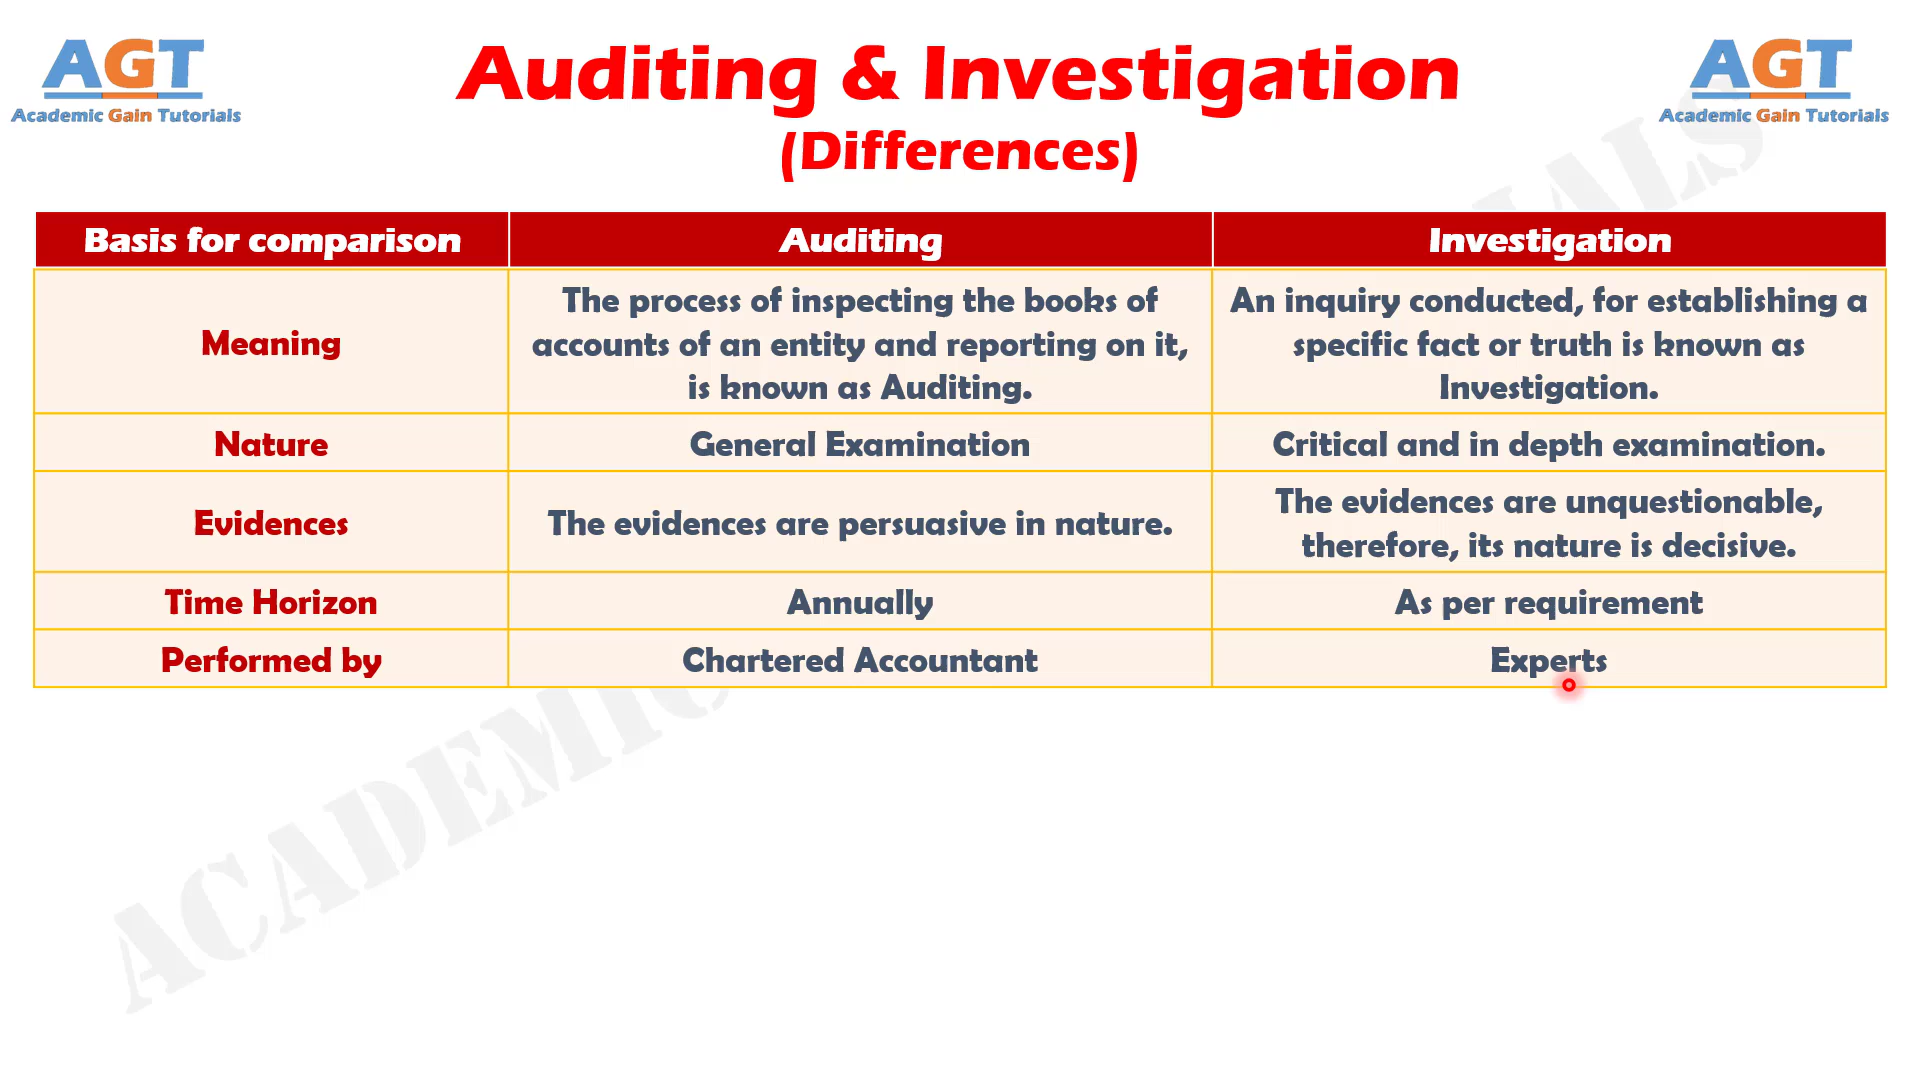 AGT
Academic Gain Tutorials
Auditing & Investigation
(Differences)
AGT
Academic Gain Tutorials
Basis for comparison
Auditing
Investigation
Meaning
The process of inspecting the books of
accounts of an entity and reporting on it,
is known as Auditing.
An inquiry conducted, for establishing a
specific fact or truth is known as
Investigation.
Nature
General Examination
Critical and in depth examination.
Evidences
The evidences are persuasive in nature.
The evidences are unquestionable,
therefore, its nature is decisive.
Time Horizon
Annually
As per requirement
Performed by
Chartered Accountant
Experts
ACADEMIC